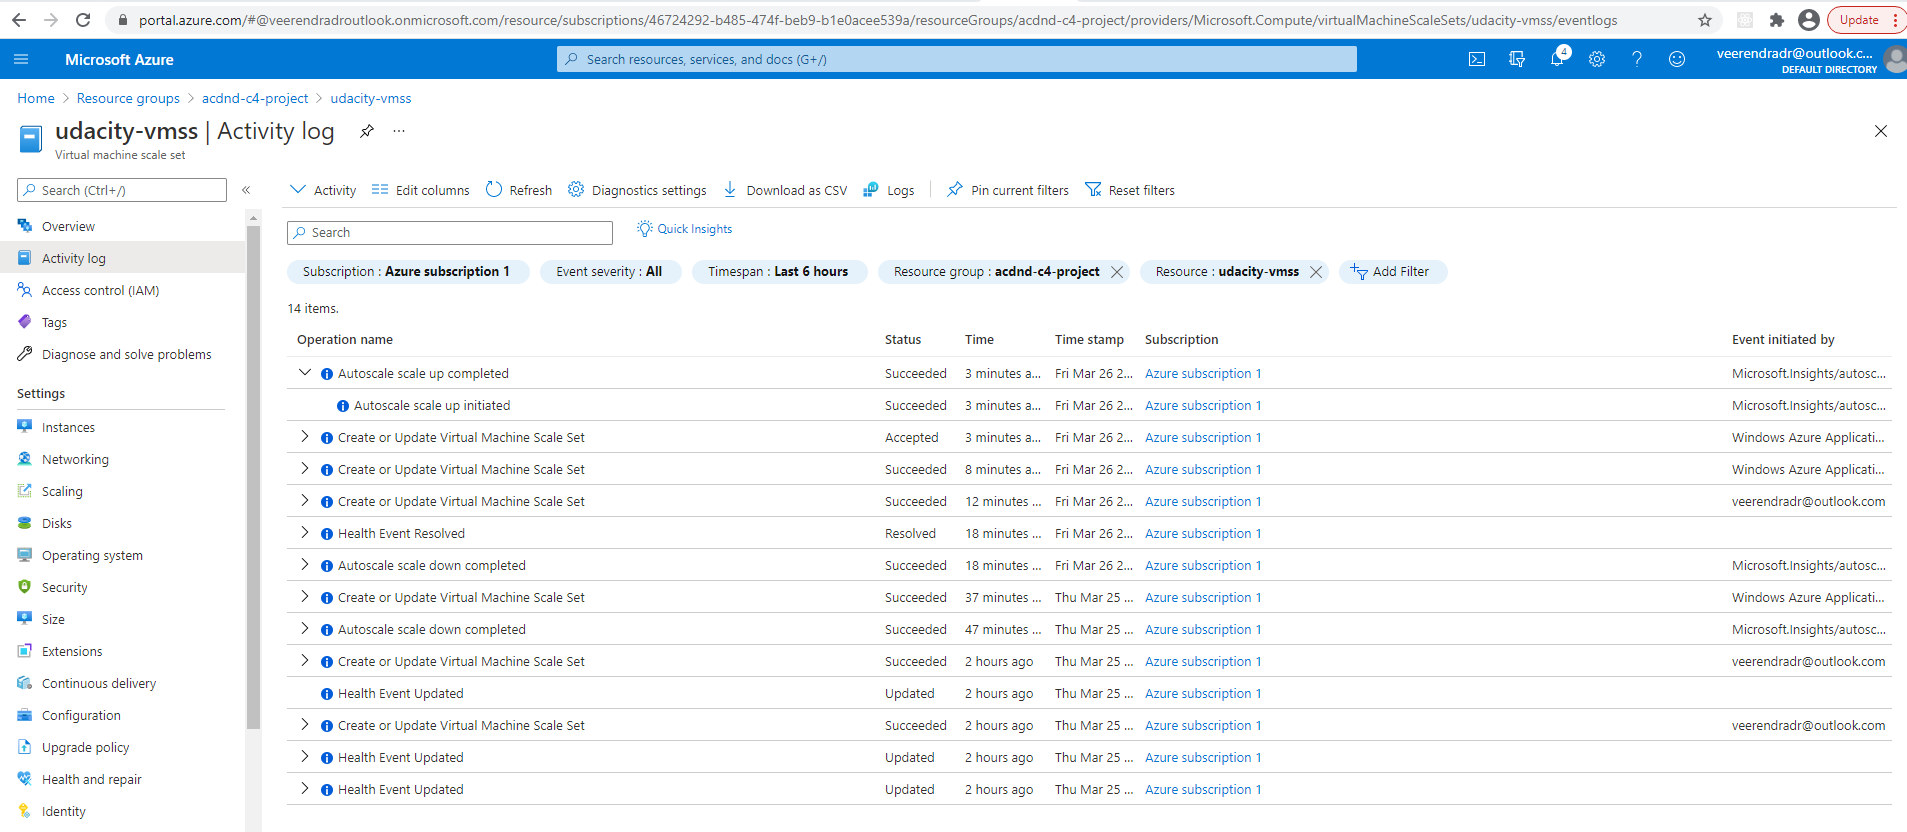 portal.azure.com/#@veerendradroutlook.onmicrosoft.com/resource/subscriptions/46724292-b485-474f-beb9-b1e0acee539a/resourceGroups/acdnd-c4-project/providers/Microsoft.Compute/virtualMachineScaleSets/udacity-vmss/eventlogs Update
Microsoft Azure Search resources, services, and docs (G+/) 4 veerendradr@outlook.c...
DEFAULT DIRECTORY
Home > Resource groups > acdnd-c4-project > udacity-vmss
udacity-vmss | Activity log ...
Virtual machine scale set
Search (Ctrl+/) «
Overview
Activity log
Access control (IAM)
Tags
Diagnose and solve problems
Settings
Instances
Networking
Scaling
Disks
Operating system
Security
Size
Extensions
Continuous delivery
Configuration
Upgrade policy
Health and repair
Identity
Activity Edit columns Refresh Diagnostics settings Download as CSV Logs Pin current filters Reset filters
Search Quick Insights
Subscription : Azure subscription 1 Event severity : All Timespan : Last 6 hours Resource group : acdnd-c4-project Resource : udacity-vmss Add Filter
14 items.
Operation name Status Time Time stamp Subscription Event initiated by
Autoscale scale up completed Succeeded 3 minutes a... Fri Mar 26 2... Azure subscription 1 Microsoft.Insights/autosc...
Autoscale scale up initiated Succeeded 3 minutes a... Fri Mar 26 2... Azure subscription 1 Microsoft.Insights/autosc...
Create or Update Virtual Machine Scale Set Accepted 3 minutes a... Fri Mar 26 2... Azure subscription 1 Windows Azure Applicati...
Create or Update Virtual Machine Scale Set Succeeded 8 minutes a... Fri Mar 26 2... Azure subscription 1 Windows Azure Applicati...
Create or Update Virtual Machine Scale Set Succeeded 12 minutes ... Fri Mar 26 2... Azure subscription 1 veerendradr@outlook.com
Health Event Resolved Resolved 18 minutes ... Fri Mar 26 2... Azure subscription 1
Autoscale scale down completed Succeeded 18 minutes ... Fri Mar 26 2... Azure subscription 1 Microsoft.Insights/autosc...
Create or Update Virtual Machine Scale Set Succeeded 37 minutes ... Thu Mar 25 ... Azure subscription 1 Windows Azure Applicati...
Autoscale scale down completed Succeeded 47 minutes ... Thu Mar 25 ... Azure subscription 1 Microsoft.Insights/autosc...
Create or Update Virtual Machine Scale Set Succeeded 2 hours ago Thu Mar 25 ... Azure subscription 1 veerendradr@outlook.com
Health Event Updated Updated 2 hours ago Thu Mar 25 ... Azure subscription 1
Create or Update Virtual Machine Scale Set Succeeded 2 hours ago Thu Mar 25 ... Azure subscription 1 veerendradr@outlook.com
Health Event Updated Updated 2 hours ago Thu Mar 25 ... Azure subscription 1
Health Event Updated Updated 2 hours ago Thu Mar 25 ... Azure subscription 1